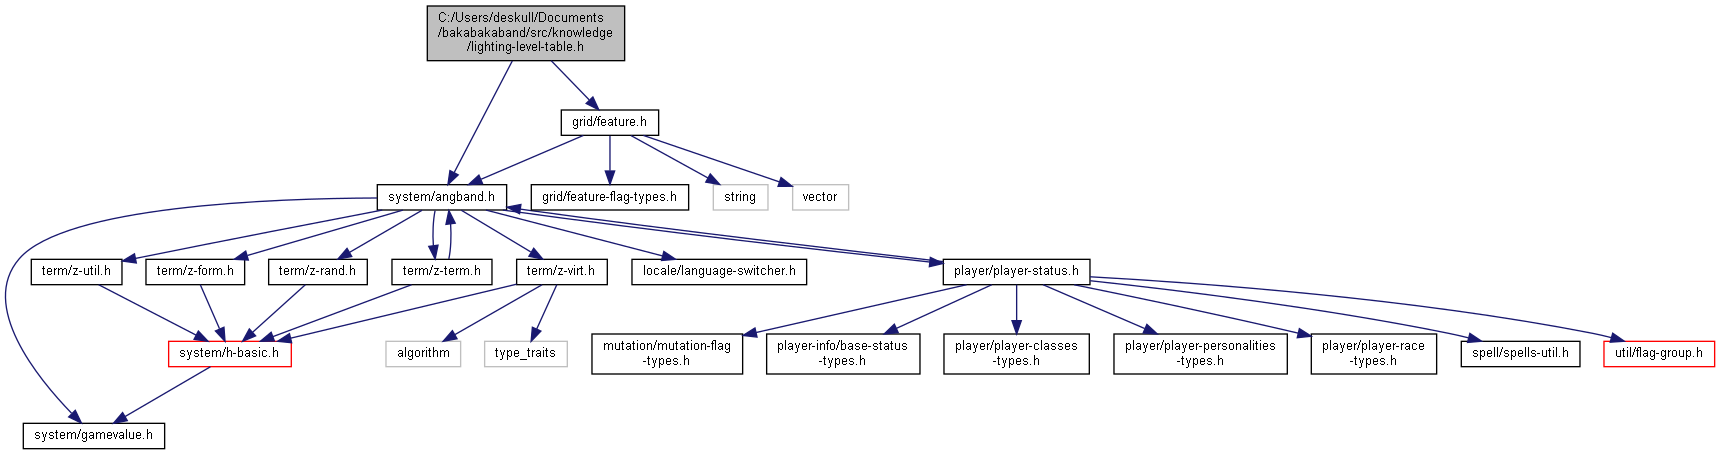 C:/Users/deskull/Documents
/bakabakaband/src/knowledge
/lighting-level-table.h
grid/feature.h
system/angband.h
grid/feature-flag-types.h
string
vector
term/z-util.h
term/z-form.h
term/z-rand.h
term/z-term.h
term/z-virt.h
locale/language-switcher.h
player/player-status.h
system/h-basic.h
algorithm
type_traits
mutation/mutation-flag
-types.h
player-info/base-status
-types.h
player/player-classes
-types.h
player/player-personalities
-types.h
player/player-race
-types.h
spell/spells-util.h
util/flag-group.h
system/gamevalue.h